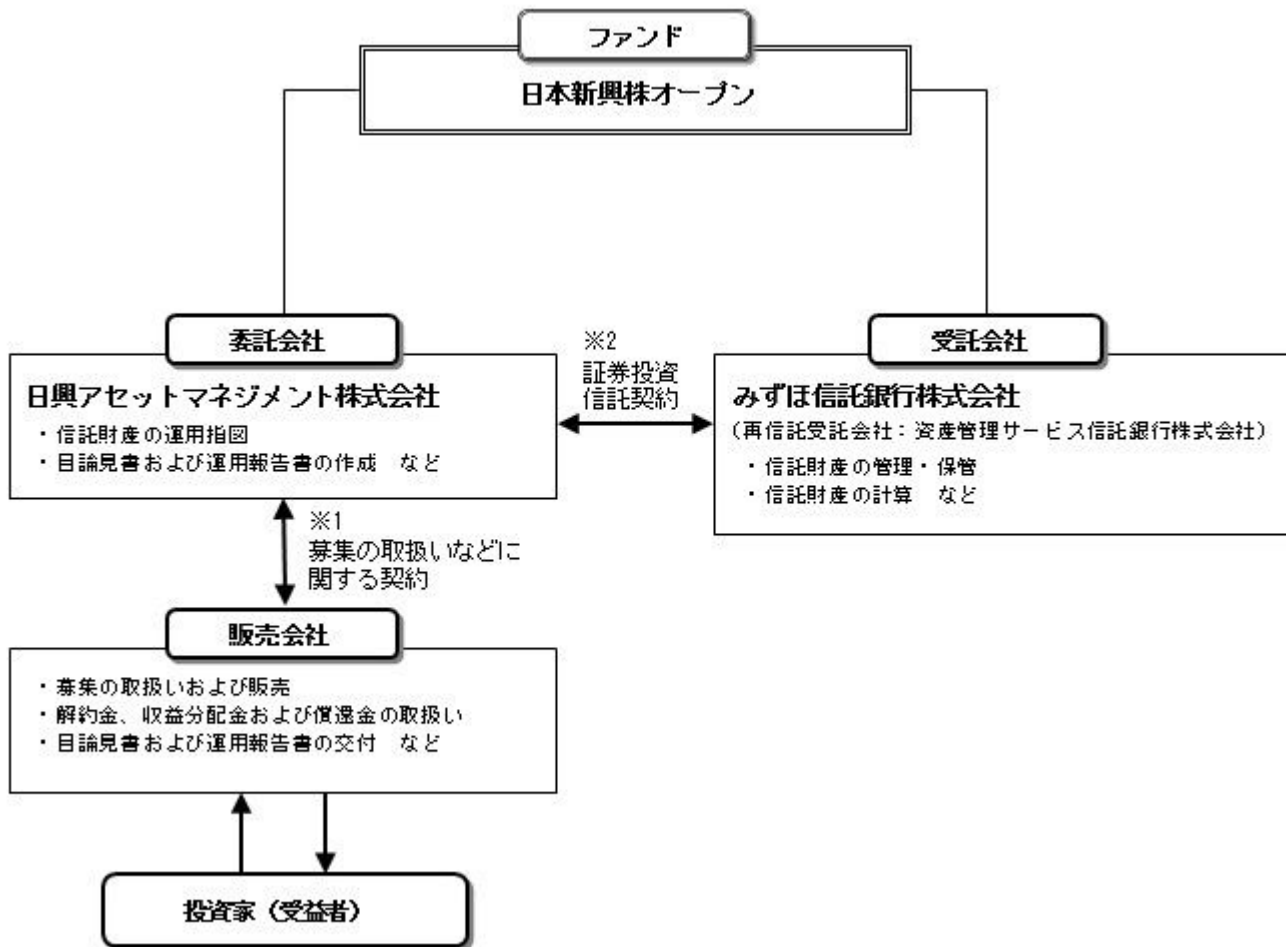 ファンド
日本新興株オープン
委託会社
日興アセットマネジメント株式会社
・信託財産の運用指図
・目論見書および運用報告書の作成　など
※2
証券投資
信託契約
受託会社
みずほ信託銀行株式会社
（再信託受託会社：資産管理サービス信託銀行株式会社）
・信託財産の管理・保管
・信託財産の計算　など
※1
募集の取扱いなどに
関する契約
販売会社
・募集の取扱いおよび販売
・解約金、収益分配金および償還金の取扱い
・目論見書および運用報告書の交付　など
投資家（受益者）